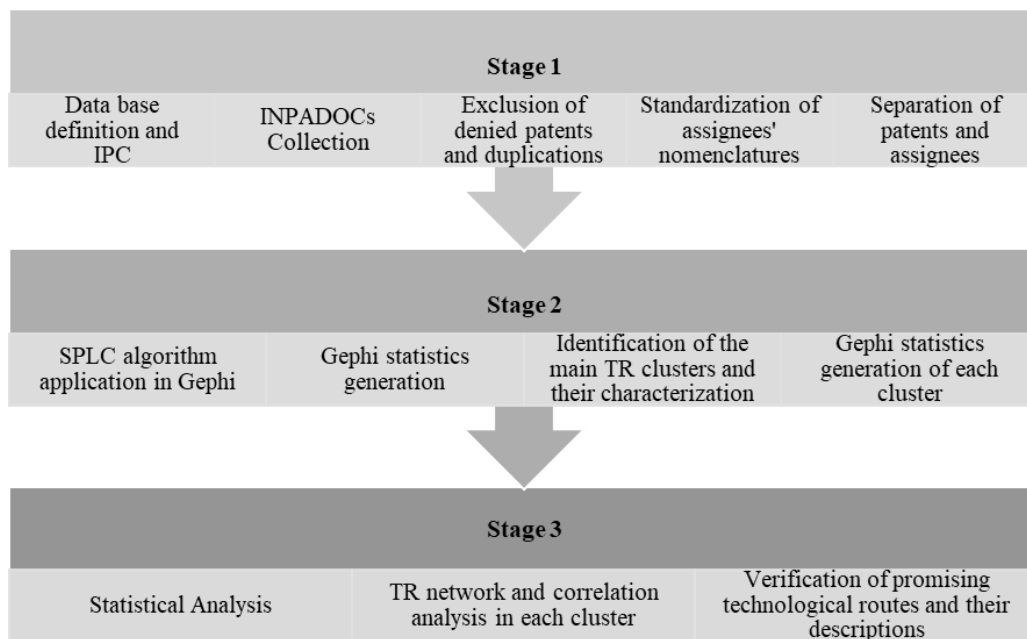 Stage 1
Data base
definition and
IPC
INPADOCs
Collection
Exclusion of
denied patents
and duplications
Standardization of
assignees'
nomenclatures
Separation of
patents and
assignees
Stage 2
SPLC algorithm
application in Gephi
Gephi statistics
generation
Identification of the
main TR clusters and
their characterization
Gephi statistics
generation of each
cluster
Stage 3
Statistical Analysis
TR network and correlation
analysis in each cluster
Verification of promising
technological routes and their
descriptions